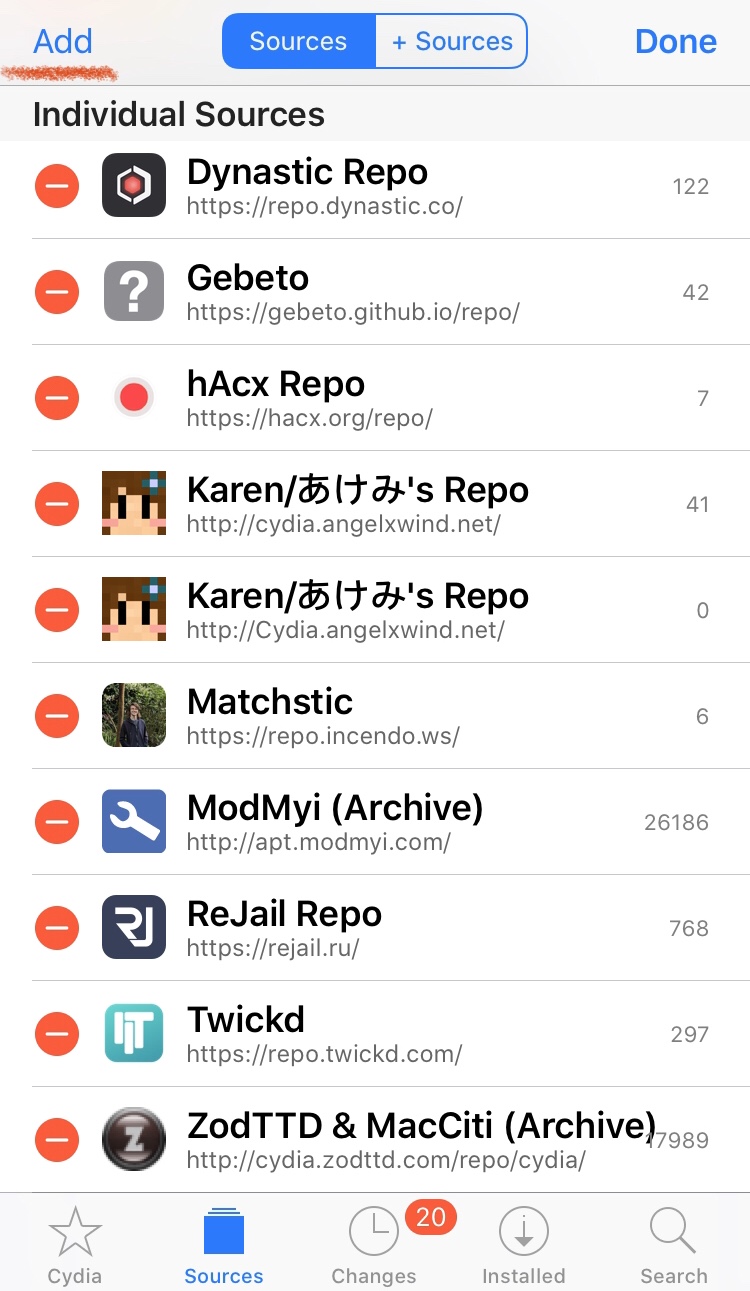 Add
Sources
+ Sources
Done
Individual Sources
Dynastic Repo
122
https://repo.dynastic.co/
?
Gebeto
42
https://gebeto.github.io/repo/
hAcx Repo
7
https://hacx.org/repo/
Karen/あけみ's Repo
41
http://cydia.angelxwind.net/
Karen/あけみ's Repo
0
http://Cydia.angelxwind.net/
Matchstic
6
https://repo.incendo.ws/
ModMyi (Archive)
26186
http://apt.modmyi.com/
RJ
ReJail Repo
768
https://rejail.ru/
Twickd
297
https://repo.twickd.com/
Z
ZodTTD & MacCiti (Archive)
17989
http://cydia.zodttd.com/repo/cydia/
20
Cydia
Sources
Changes
Installed
Search